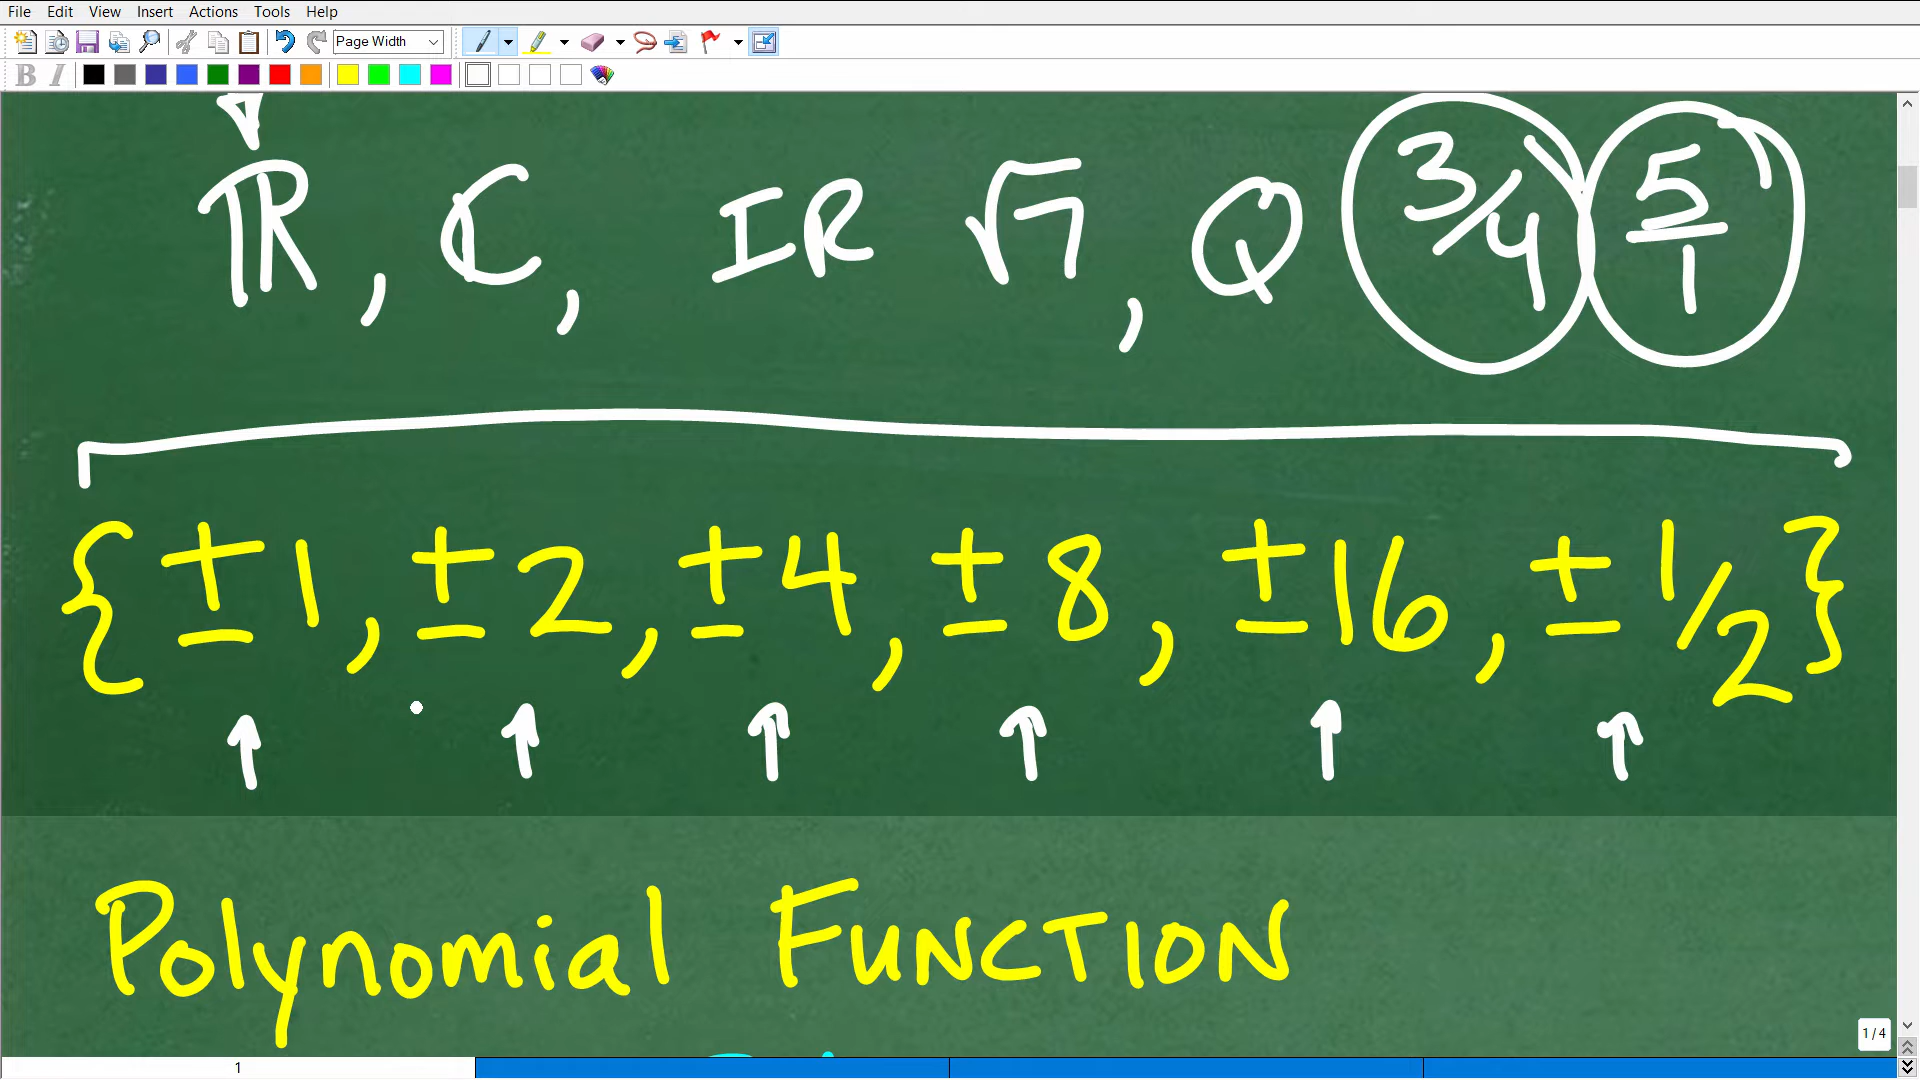 File Edit View Insert Actions Tools Help
Page Width
B I
ℝ, ℂ, IR √7, Q 3/4 5/1
{±1, ±2, ±4, ±8, ±16, ±1/2}
Polynomial FUNCTION
1 / 4
1